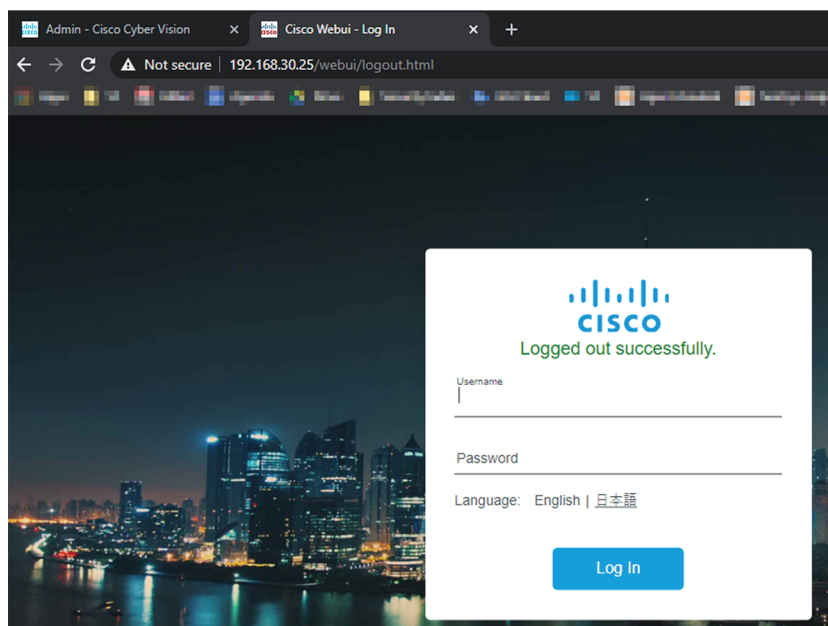 Admin - Cisco Cyber Vision
Cisco Webui - Log In
Not secure | 192.168.30.25/webui/logout.html
CISCO
Logged out successfully.
Username
Password
Language: English | 日本語
Log In